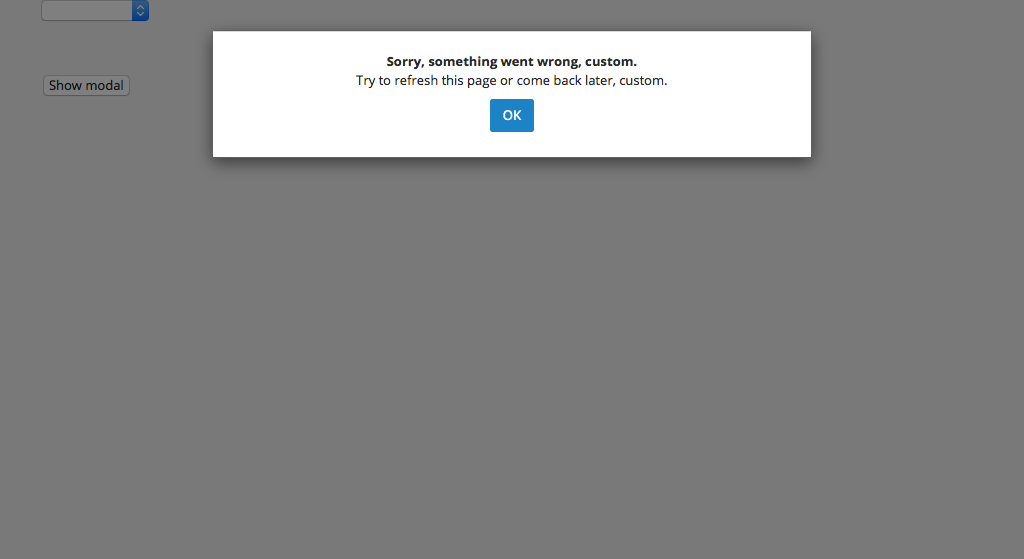 Sorry, something went wrong, custom.
Try to refresh this page or come back later, custom.
Show modal
OK